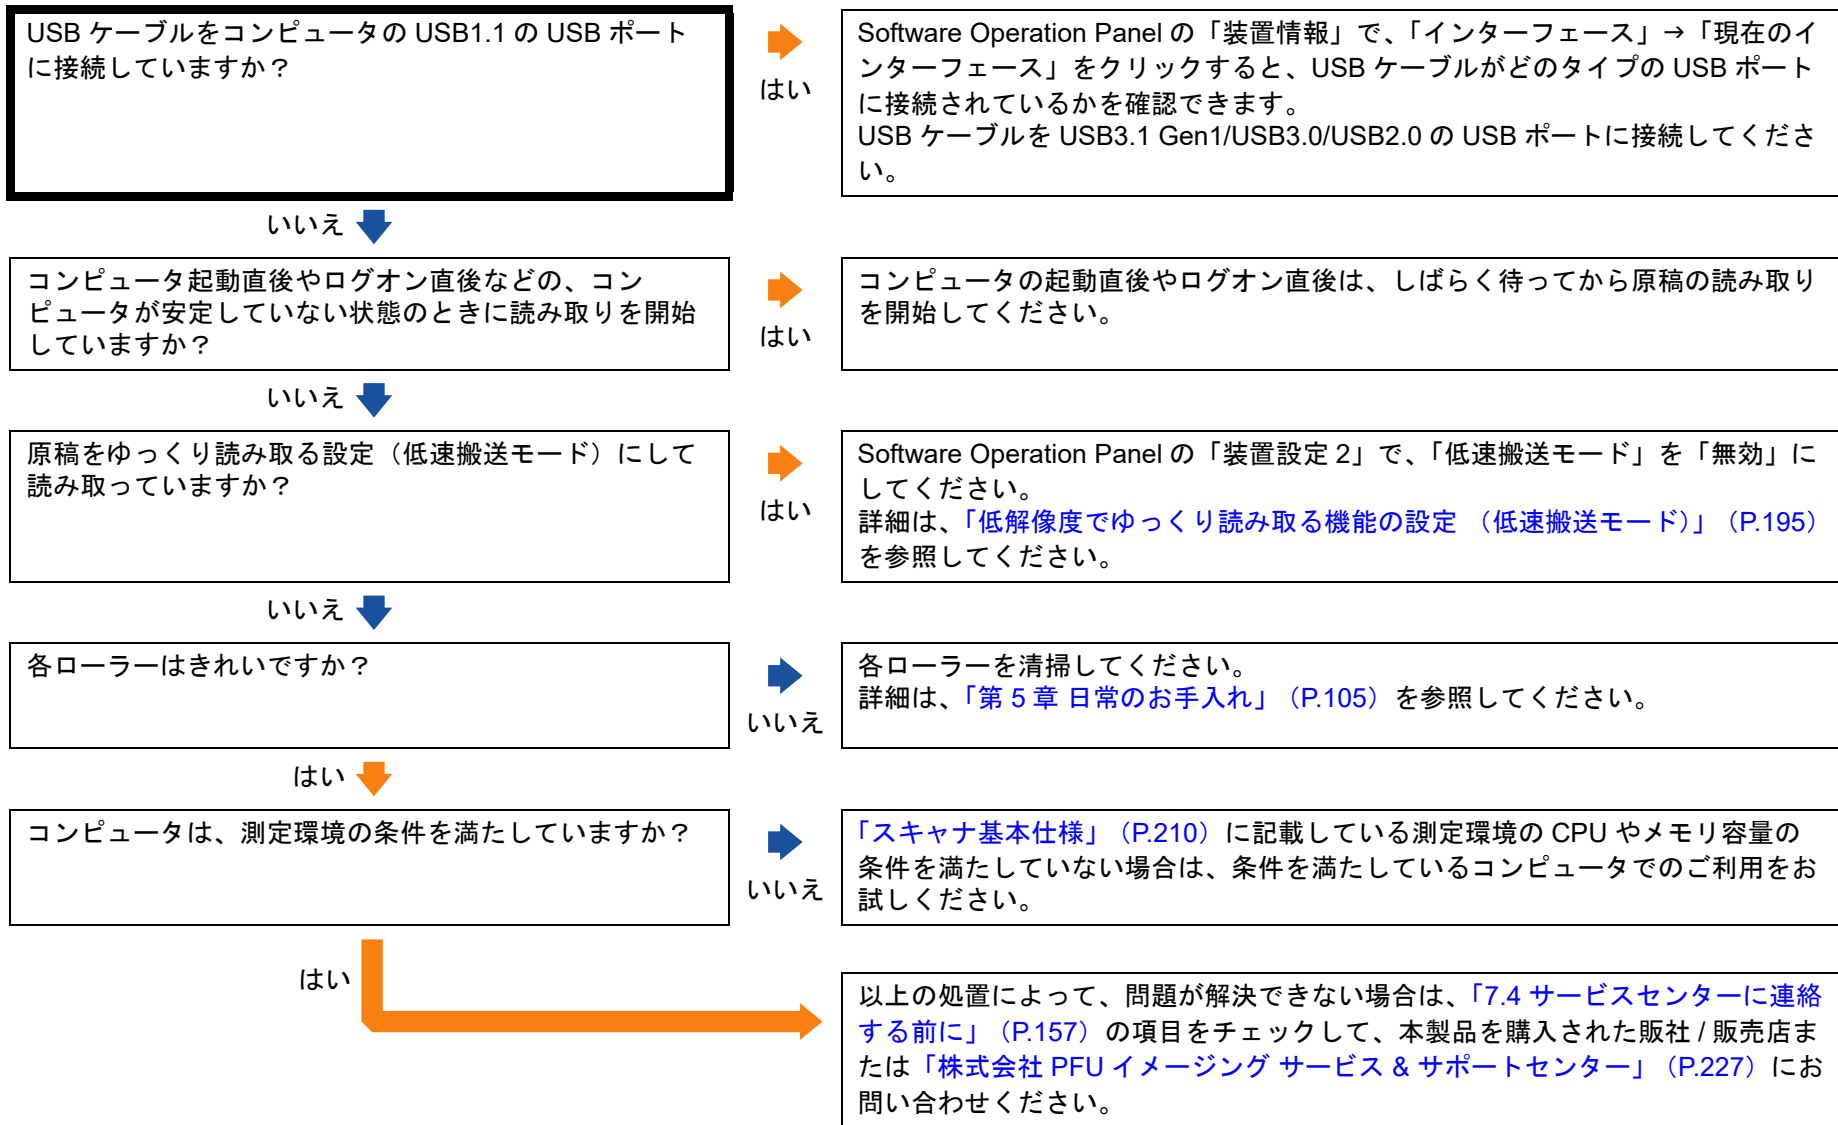 USB ケーブルをコンピュータの USB1.1 の USB ポート
に接続していますか？
はい
Software Operation Panel の「装置情報」で、「インターフェース」→「現在のイ
ンターフェース」をクリックすると、USB ケーブルがどのタイプの USB ポート
に接続されているかを確認できます。
USB ケーブルを USB3.1 Gen1/USB3.0/USB2.0 の USB ポートに接続してくださ
い。
いいえ
コンピュータ起動直後やログオン直後などの、コン
ピュータが安定していない状態のときに読み取りを開始
していますか？
はい
コンピュータの起動直後やログオン直後は、しばらく待ってから原稿の読み取り
を開始してください。
いいえ
原稿をゆっくり読み取る設定（低速搬送モード）にして
読み取っていますか？
はい
Software Operation Panel の「装置設定 2」で、「低速搬送モード」を「無効」に
してください。
詳細は、「低解像度でゆっくり読み取る機能の設定 （低速搬送モード）」（P.195）
を参照してください。
いいえ
各ローラーはきれいですか？
いいえ
各ローラーを清掃してください。
詳細は、「第 5 章 日常のお手入れ」（P.105）を参照してください。
はい
コンピュータは、測定環境の条件を満たしていますか？
いいえ
「スキャナ基本仕様」（P.210）に記載している測定環境の CPU やメモリ容量の
条件を満たしていない場合は、条件を満たしているコンピュータでのご利用をお
試しください。
はい
以上の処置によって、問題が解決できない場合は、「7.4 サービスセンターに連絡
する前に」（P.157）の項目をチェックして、本製品を購入された販社 / 販売店ま
たは「株式会社 PFU イメージング サービス & サポートセンター」（P.227）にお
問い合わせください。